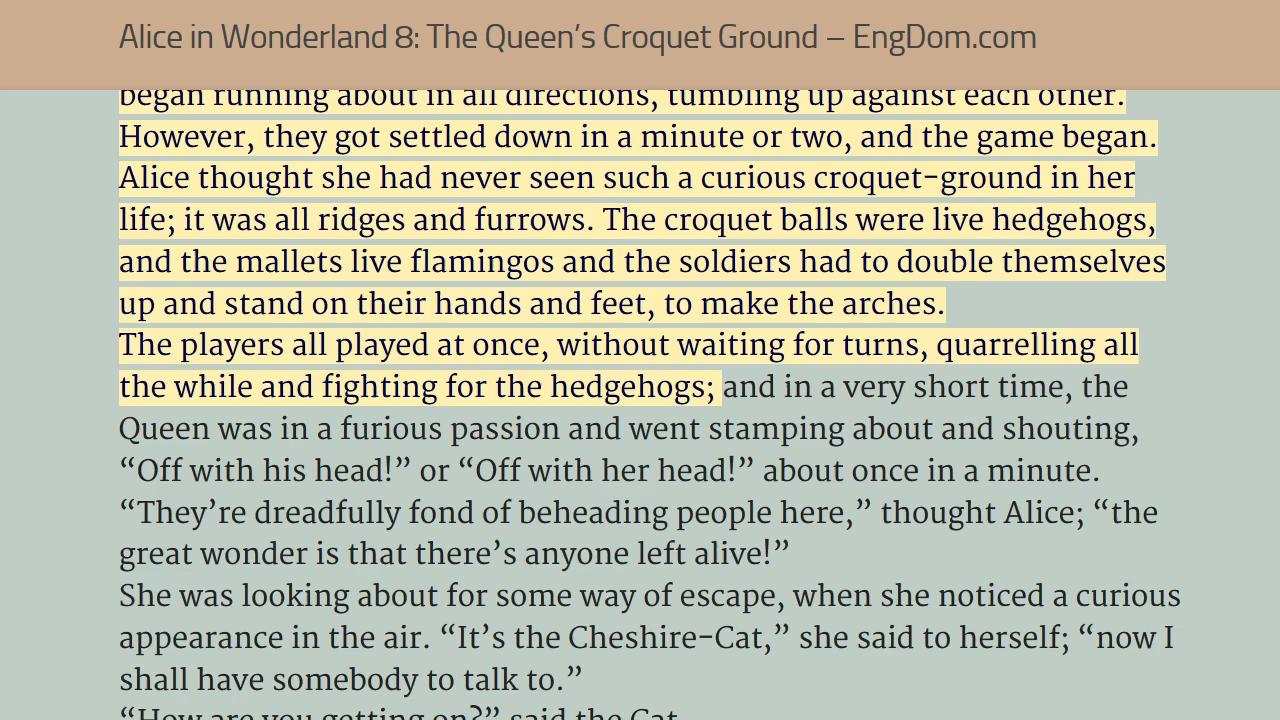 Alice in Wonderland 8: The Queen’s Croquet Ground – EngDom.com
began running about in all directions, tumbling up against each other.
However, they got settled down in a minute or two, and the game began.
Alice thought she had never seen such a curious croquet-ground in her
life; it was all ridges and furrows. The croquet balls were live hedgehogs,
and the mallets live flamingos and the soldiers had to double themselves
up and stand on their hands and feet, to make the arches.
The players all played at once, without waiting for turns, quarrelling all
the while and fighting for the hedgehogs; and in a very short time, the
Queen was in a furious passion and went stamping about and shouting,
“Off with his head!” or “Off with her head!” about once in a minute.
“They’re dreadfully fond of beheading people here,” thought Alice; “the
great wonder is that there’s anyone left alive!”
She was looking about for some way of escape, when she noticed a curious
appearance in the air. “It’s the Cheshire-Cat,” she said to herself; “now I
shall have somebody to talk to.”
“How are you getting on?” said the Cat.